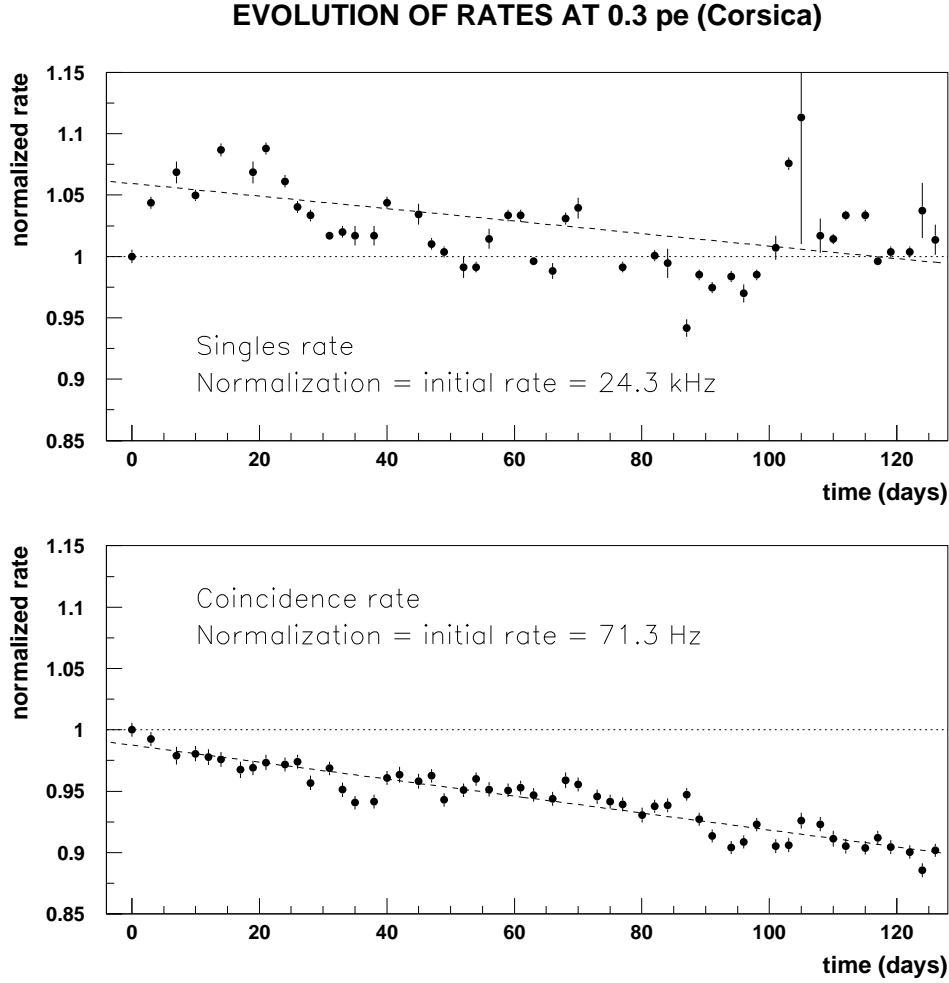 EVOLUTION OF RATES AT 0.3 pe (Corsica)
normalized rate
1.15
1.1
1.05
1
0.95
0.9
0.85
Singles rate
Normalization = initial rate = 24.3 kHz
0 20 40 60 80 100 120
time (days)
normalized rate
1.15
1.1
1.05
1
0.95
0.9
0.85
Coincidence rate
Normalization = initial rate = 71.3 Hz
0 20 40 60 80 100 120
time (days)